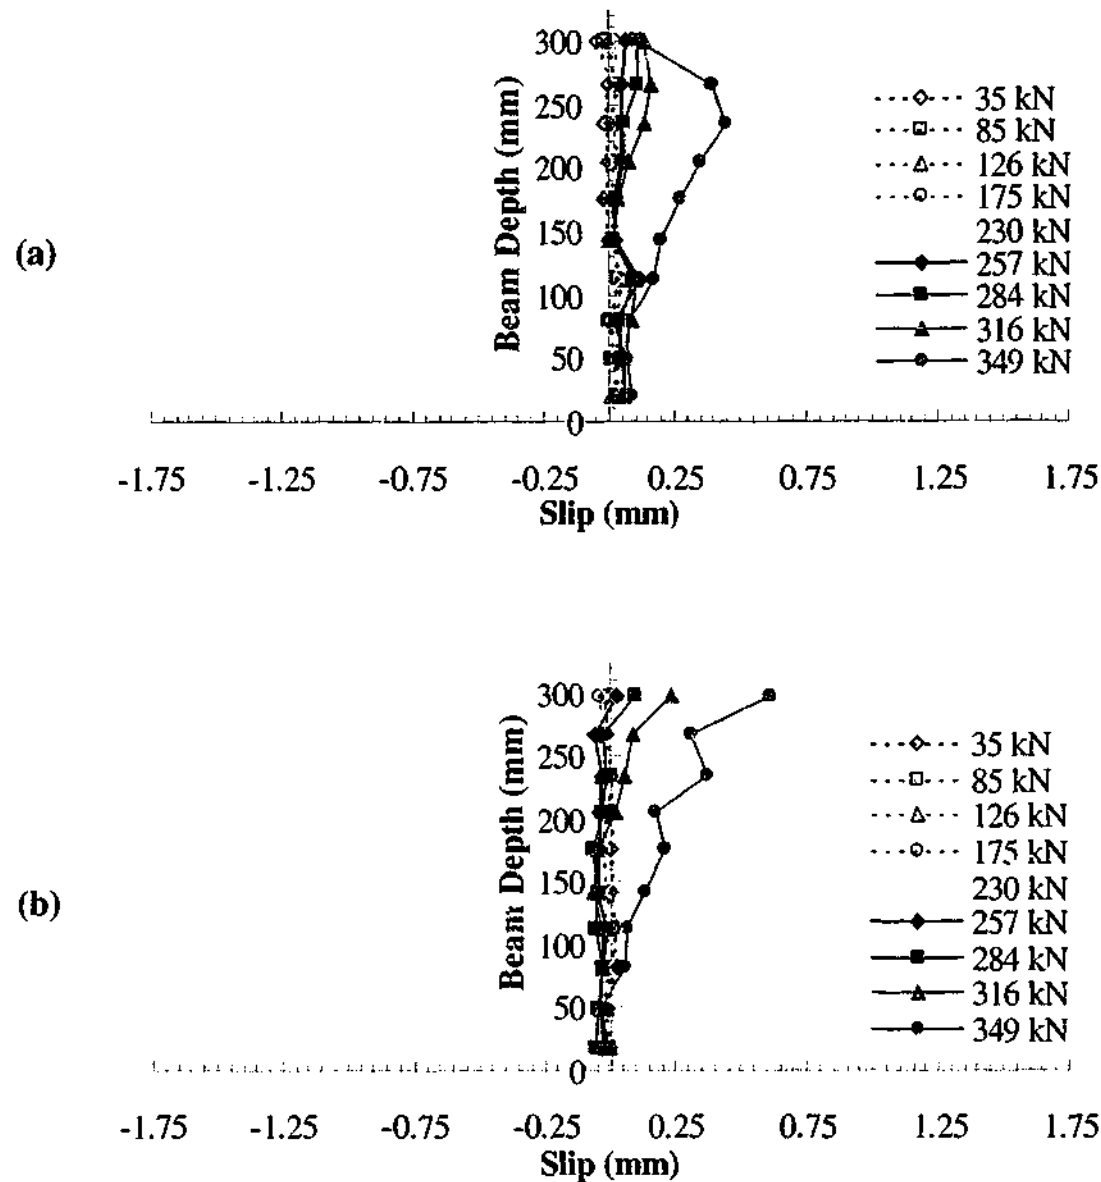 300
250
200
150
100
50
0
Beam Depth (mm)
(a)
35 kN
85 kN
126 kN
175 kN
230 kN
257 kN
284 kN
316 kN
349 kN
-1.75 -1.25 -0.75 -0.25 0.25 0.75 1.25 1.75
Slip (mm)
300
250
200
150
100
50
0
Beam Depth (mm)
(b)
35 kN
85 kN
126 kN
175 kN
230 kN
257 kN
284 kN
316 kN
349 kN
-1.75 -1.25 -0.75 -0.25 0.25 0.75 1.25 1.75
Slip (mm)